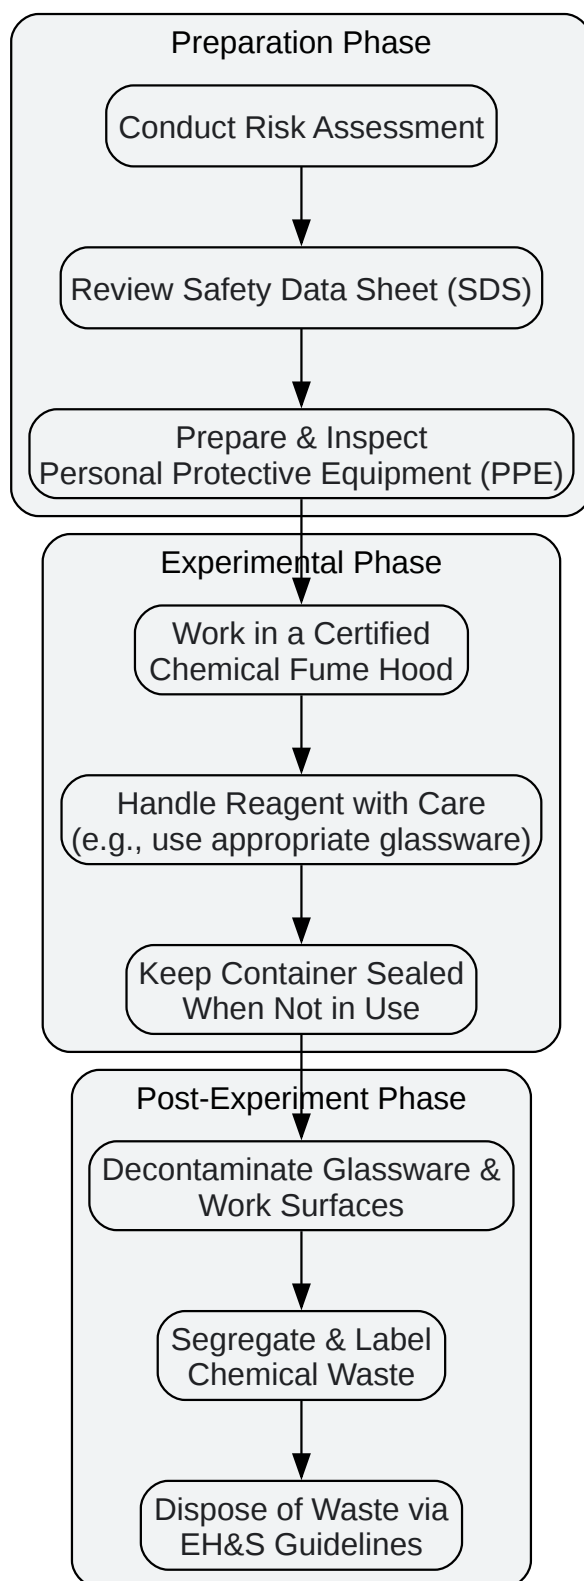 Preparation Phase
Conduct Risk Assessment
Review Safety Data Sheet (SDS)
Prepare & Inspect
Personal Protective Equipment (PPE)
Experimental Phase
Work in a Certified
Chemical Fume Hood
Handle Reagent with Care
(e.g., use appropriate glassware)
Keep Container Sealed
When Not in Use
Post-Experiment Phase
Decontaminate Glassware &
Work Surfaces
Segregate & Label
Chemical Waste
Dispose of Waste via
EH&S Guidelines